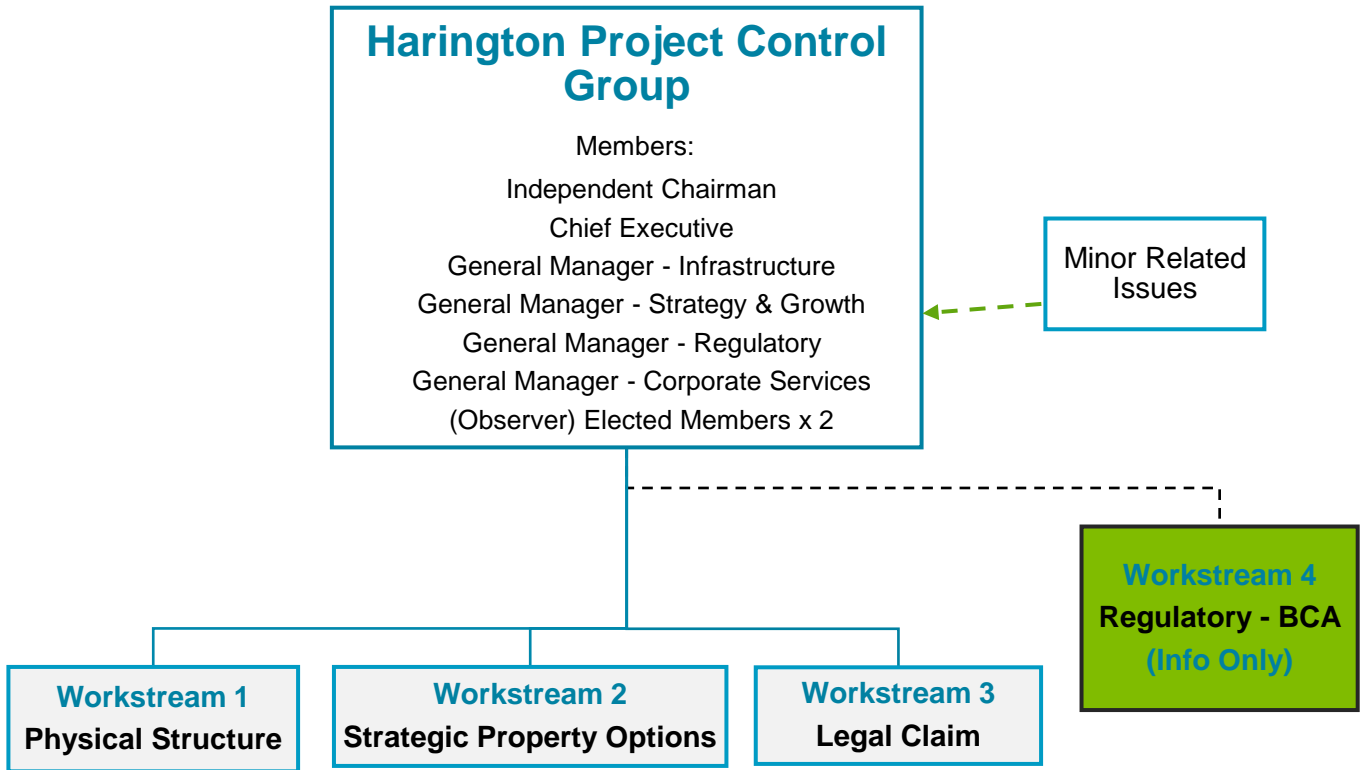 Harington Project Control
Group
Members:
Independent Chairman
Chief Executive
General Manager - Infrastructure
General Manager - Strategy & Growth
General Manager - Regulatory
General Manager - Corporate Services
(Observer) Elected Members x 2
Minor Related
Issues
Workstream 4
Regulatory - BCA
(Info Only)
Workstream 1
Physical Structure
Workstream 2
Strategic Property Options
Workstream 3
Legal Claim